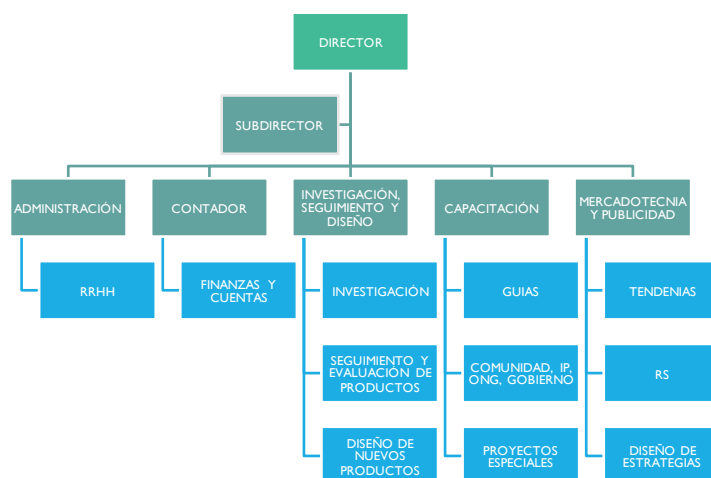 DIRECTOR
SUBDIRECTOR
ADMINISTRACIÓN
CONTADOR
INVESTIGACIÓN,
SEGUIMIENTO Y
DISEÑO
CAPACITACIÓN
MERCADOTECNIA
Y PUBLICIDAD
RRHH
FINANZAS Y
CUENTAS
INVESTIGACIÓN
GUIAS
TENDENIAS
SEGUIMIENTO Y
EVALUACIÓN DE
PRODUCTOS
COMUNIDAD, IP,
ONG, GOBIERNO
RS
DISEÑO DE
NUEVOS
PRODUCTOS
PROYECTOS
ESPECIALES
DISEÑO DE
ESTRATEGIAS